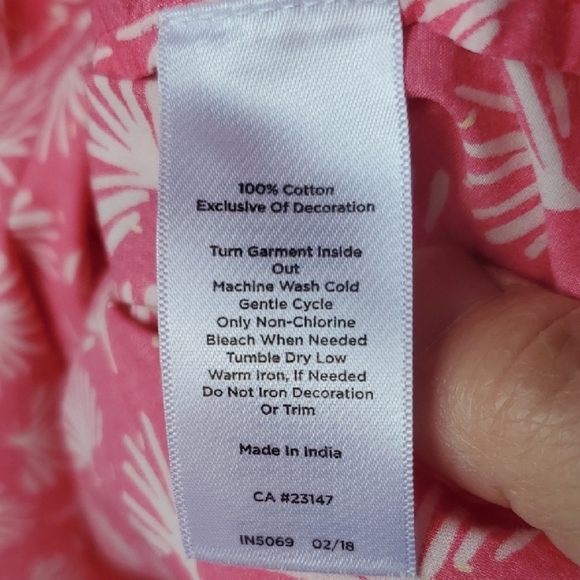 100% Cotton
Exclusive Of Decoration
Turn Garment Inside
Out
Machine Wash Cold
Gentle Cycle
Only Non-Chlorine
Bleach When Needed
Tumble Dry Low
Warm Iron, If Needed
Do Not Iron Decoration
Or Trim
Made In India
CA #23147
IN5069 02/18